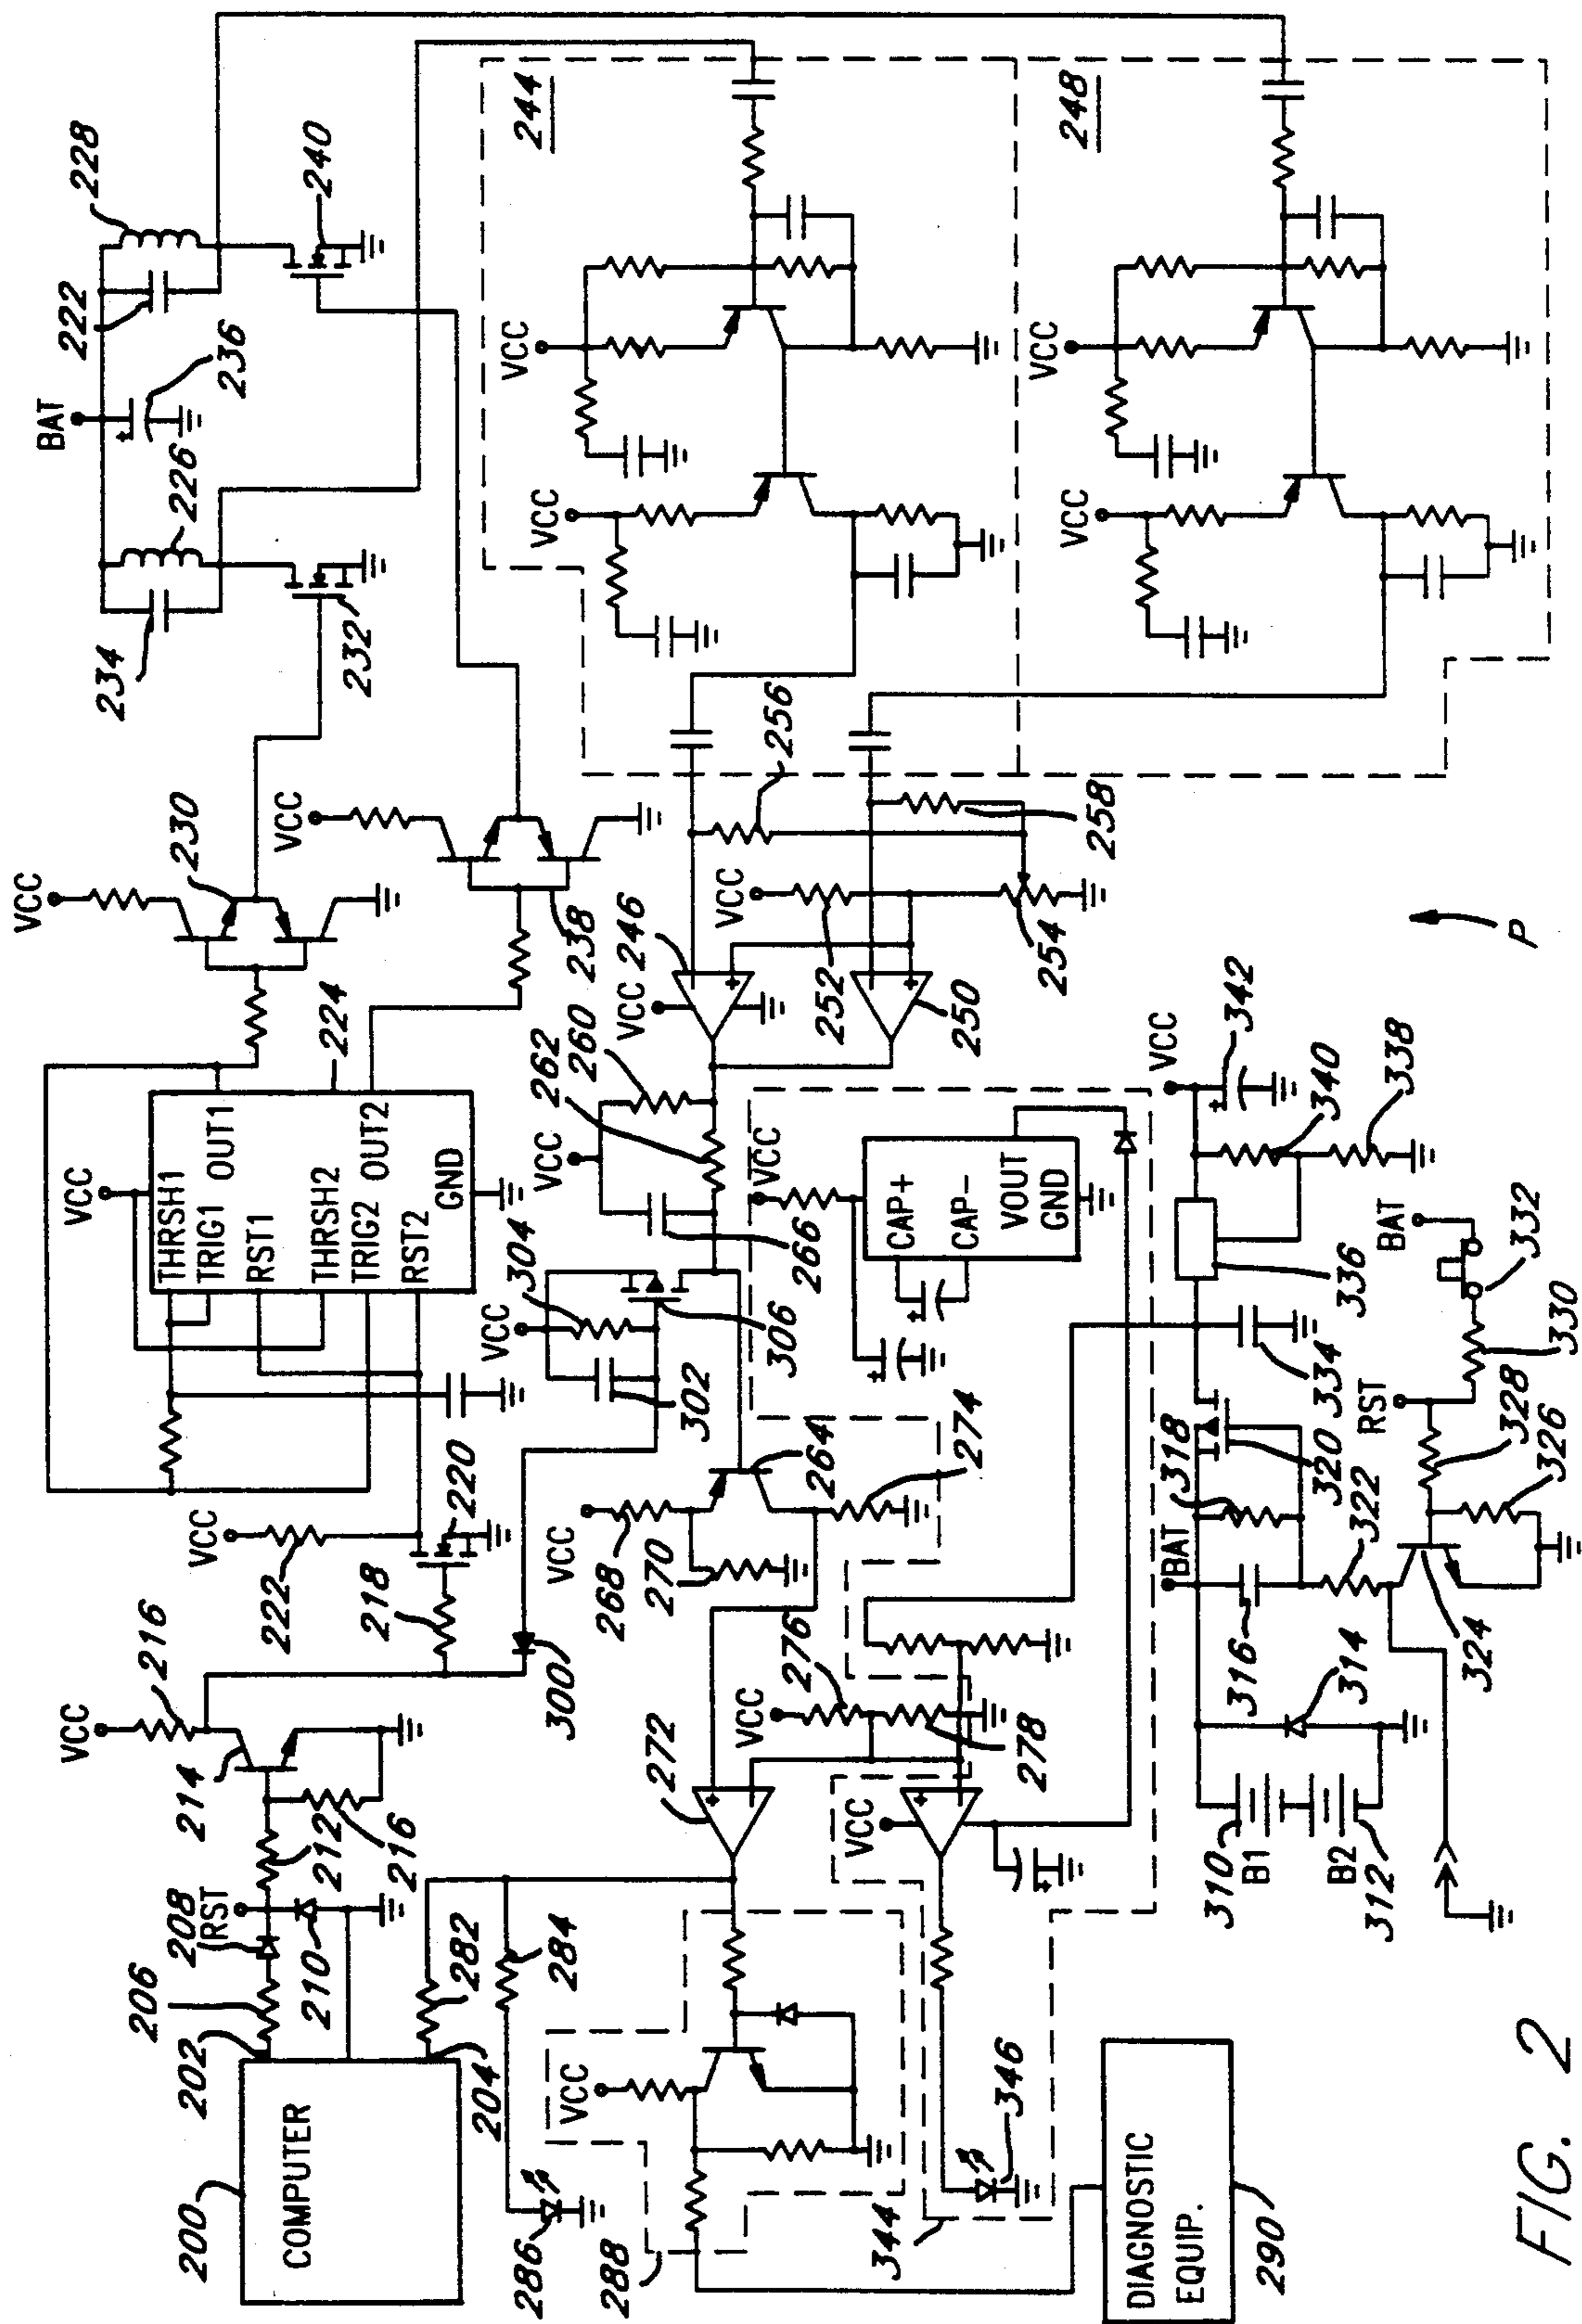 200
COMPUTER
202
206
208
RST
210
212
214
216
216
VCC
218
220
222
VCC
VCC
THRSH1
TRIG1
OUT1
RST1
THRSH2
TRIG2
OUT2
RST2
GND
224
VCC
230
VCC
238
234
226
BAT
236
222
228
232
240
204
282
284
286
288
VCC
272
300
VCC
268
270
264
274
VCC
304
302
306
VCC
266
262
260
VCC
246
250
VCC
252
254
256
258
244
VCC
VCC
248
VCC
VCC
VCC
276
278
VCC
CAP+
CAP-
VOUT
GND
VCC
344
346
DIAGNOSTIC
EQUIP.
290
310
B1
B2
312
314
316
BAT
318
320
322
324
326
328
RST
330
332
BAT
334
336
338
340
342
VCC
P
FIG. 2